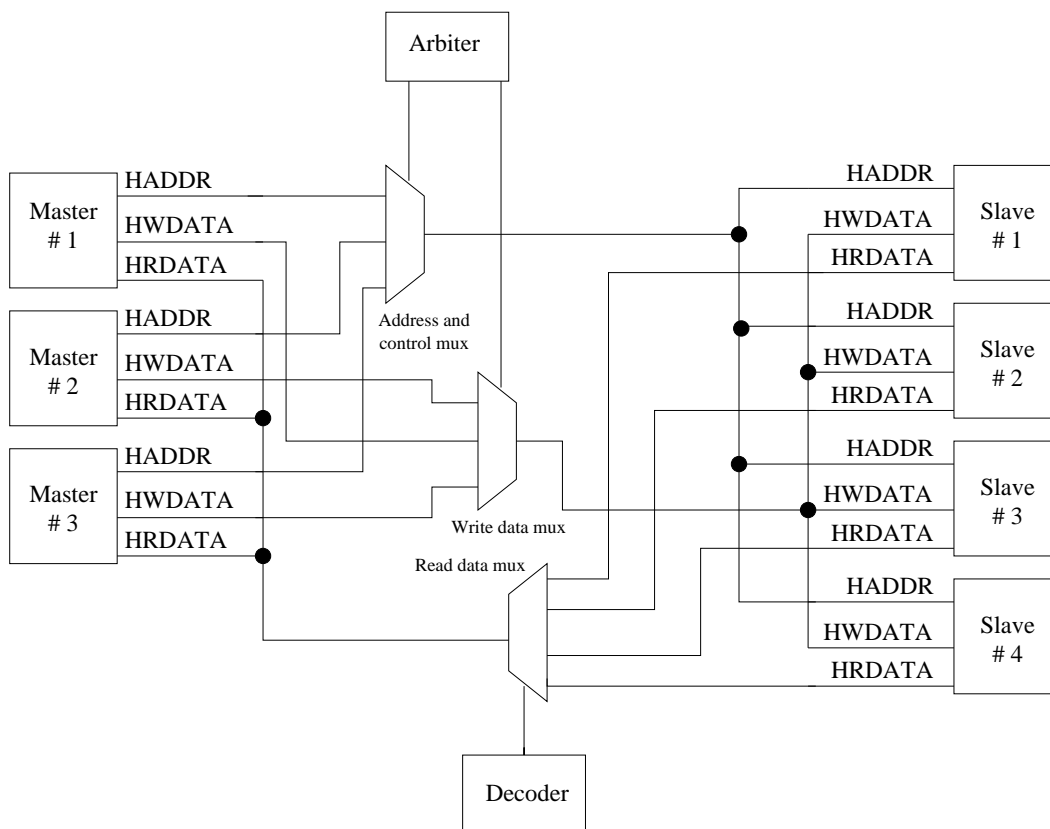 Arbiter
Master
# 1
HADDR
HWDATA
HRDATA
Master
# 2
HADDR
HWDATA
HRDATA
Master
# 3
HADDR
HWDATA
HRDATA
Address and
control mux
Write data mux
Read data mux
HADDR
HWDATA
HRDATA
Slave
# 1
HADDR
HWDATA
HRDATA
Slave
# 2
HADDR
HWDATA
HRDATA
Slave
# 3
HADDR
HWDATA
HRDATA
Slave
# 4
Decoder